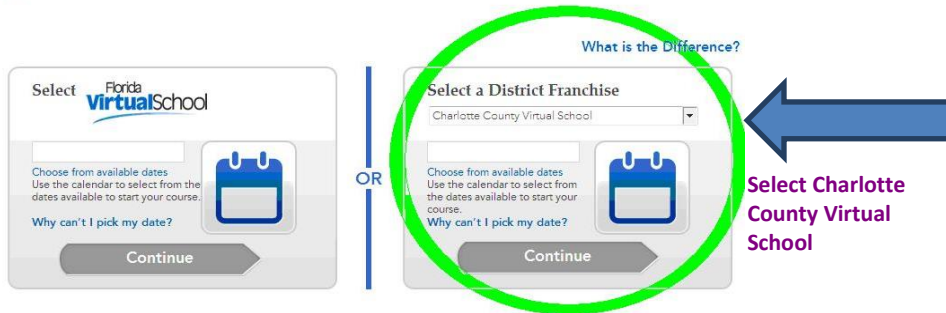 What is the Difference?
Select Florida
VirtualSchool
Choose from available dates
Use the calendar to select from the
dates available to start your course.
Why can't I pick my date?
Continue
OR
Select a District Franchise
Charlotte County Virtual School
Choose from available dates
Use the calendar to select from
the dates available to start your
course.
Why can't I pick my date?
Continue
Select Charlotte
County Virtual
School